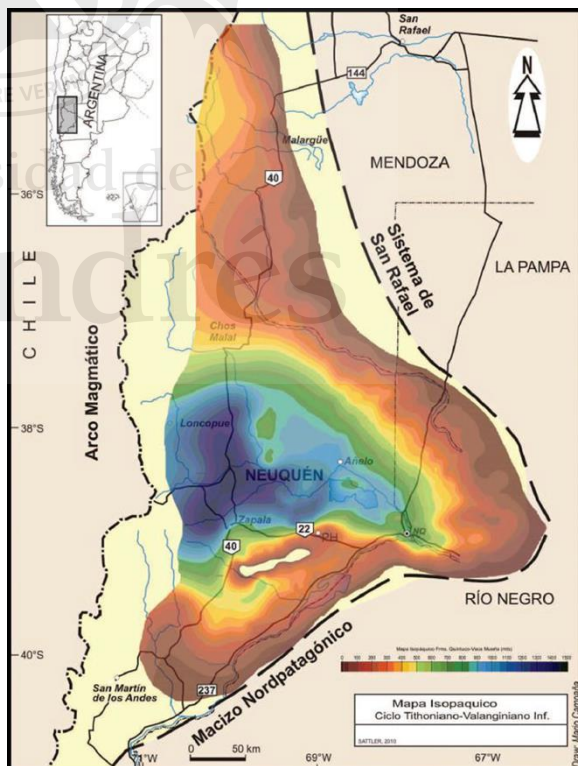 ARGENTINA
San
Rafael
144
N
Malargüe
MENDOZA
40
36°S
Sistema de
San Rafael
LA PAMPA
CHILE
Arco Magmático
Chos
Malal
38°S
Loncopue
NEUQUÉN
Añelo
Zapala
22
PH
NQ
40
RÍO NEGRO
40°S
Macizo Nordpatagónico
San Martín
de los Andes
237
0 50 km
71°W
69°W
67°W
Mapa Isopaquico
Ciclo Tithoniano-Valanginiano Inf.
SATTLER, 2015